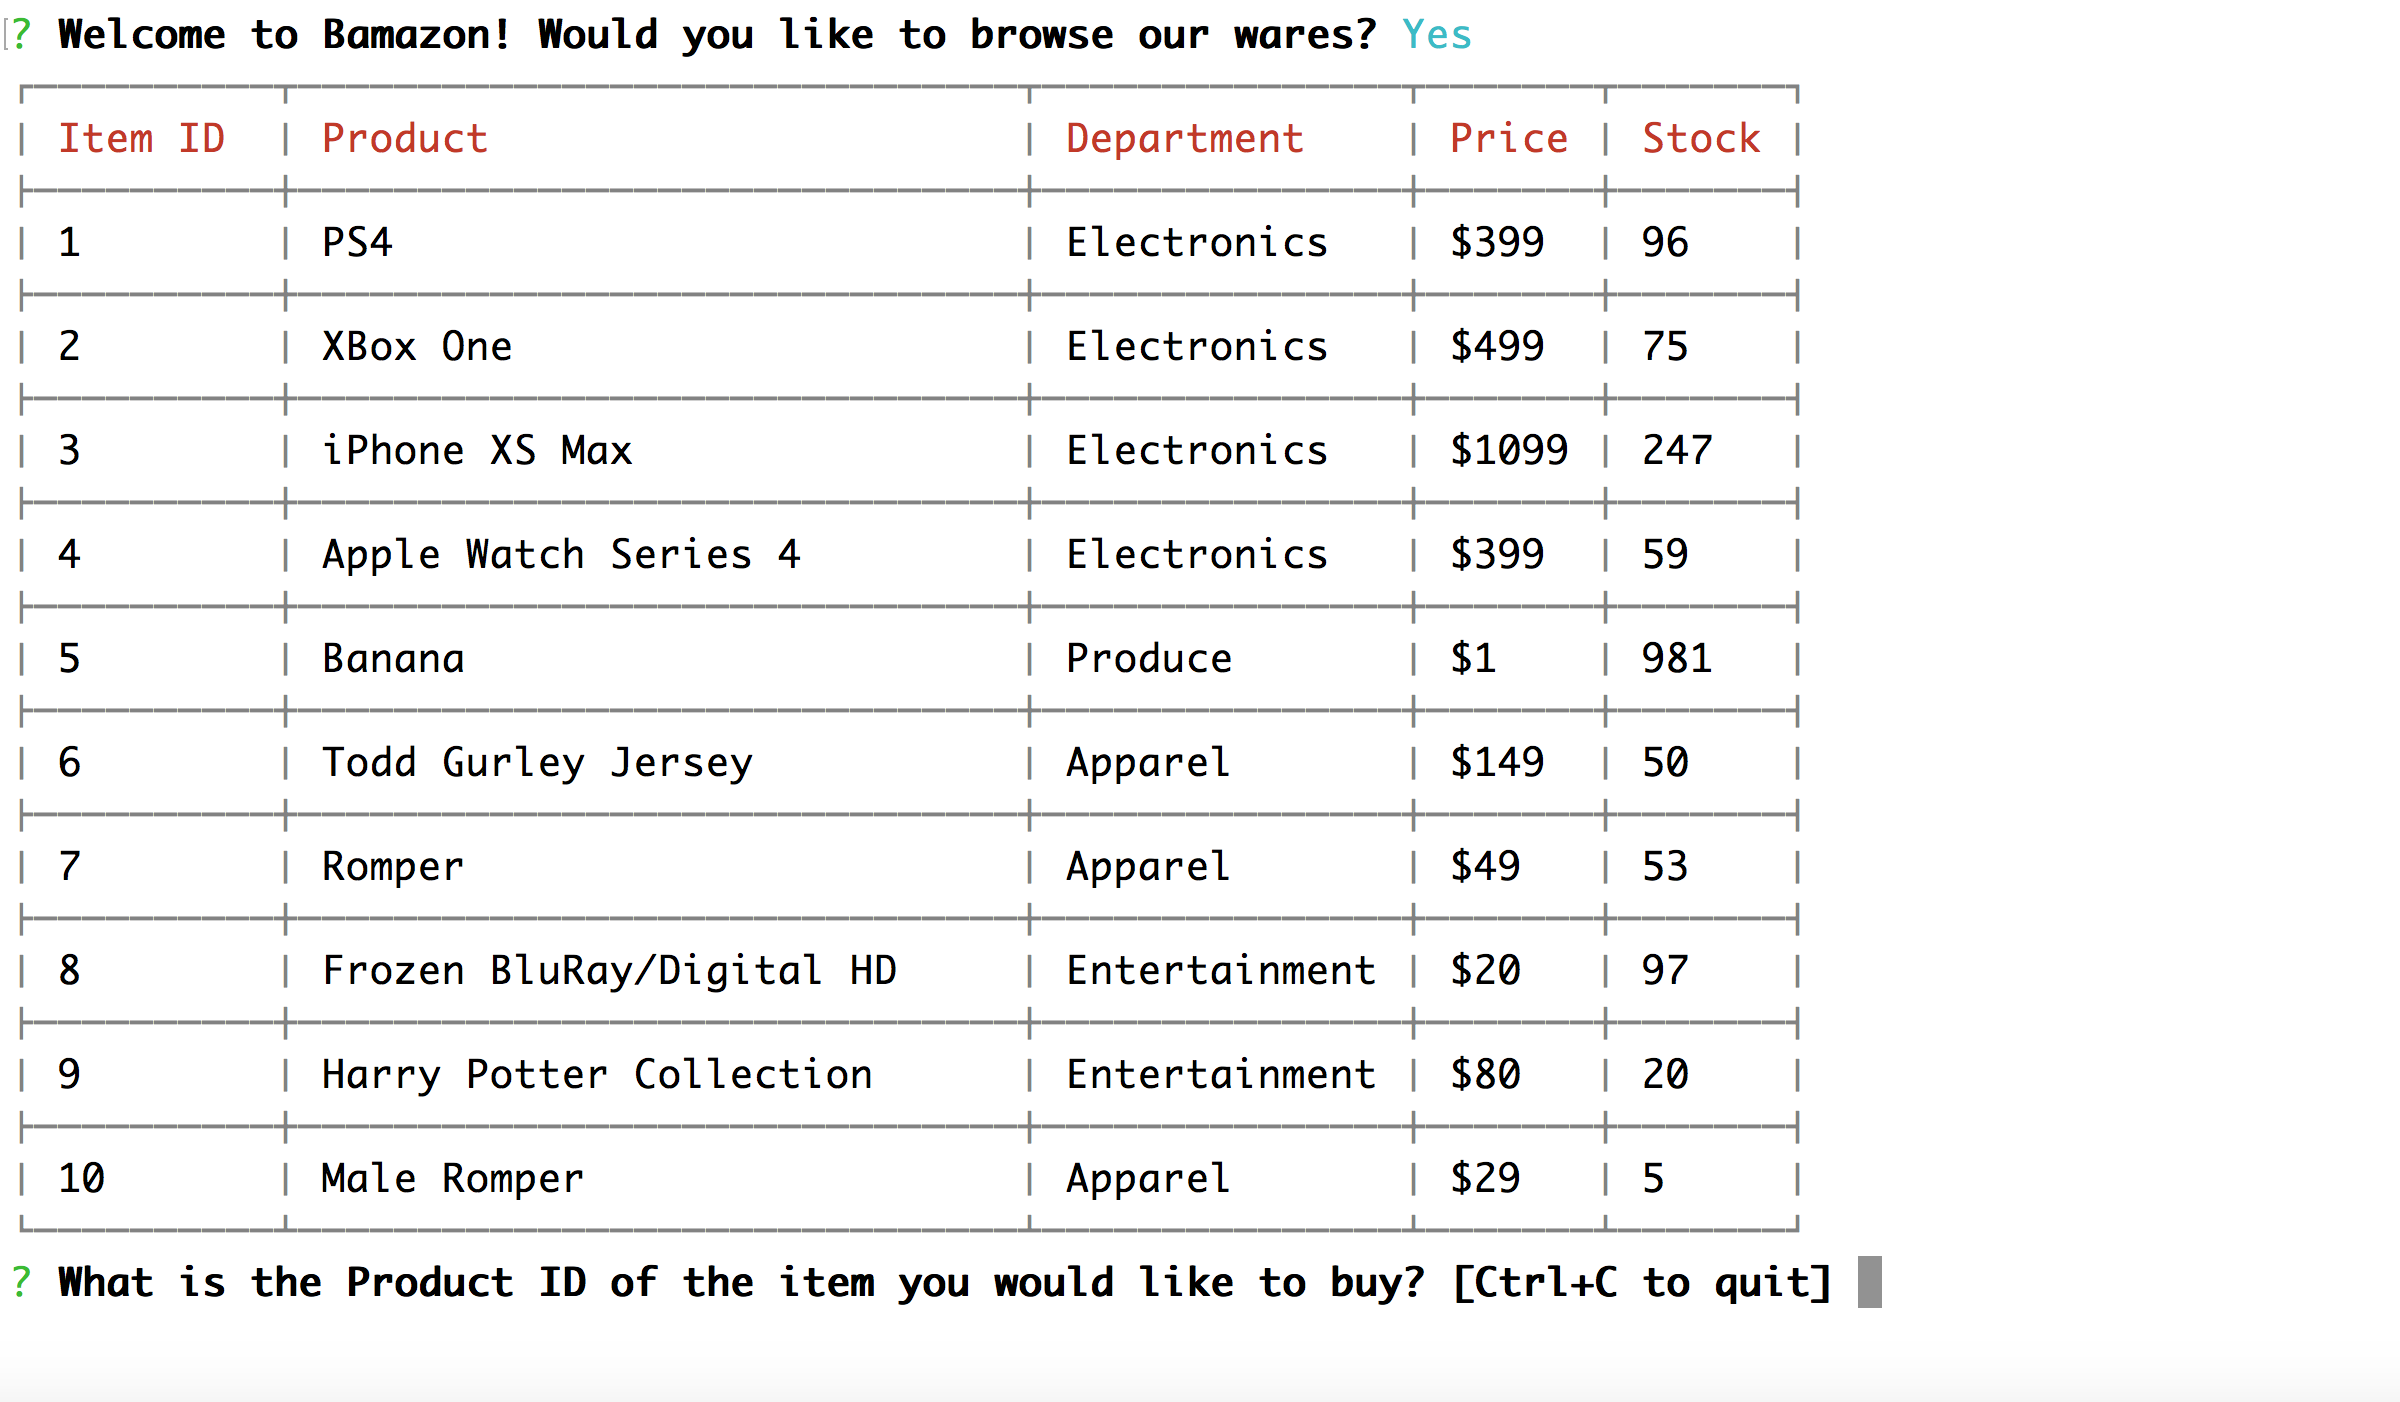 ? Welcome to Bamazon! Would you like to browse our wares? Yes
Item ID Product Department Price Stock
1 PS4 Electronics $399 96
2 XBox One Electronics $499 75
3 iPhone XS Max Electronics $1099 247
4 Apple Watch Series 4 Electronics $399 59
5 Banana Produce $1 981
6 Todd Gurley Jersey Apparel $149 50
7 Romper Apparel $49 53
8 Frozen BluRay/Digital HD Entertainment $20 97
9 Harry Potter Collection Entertainment $80 20
10 Male Romper Apparel $29 5
? What is the Product ID of the item you would like to buy? [Ctrl+C to quit]